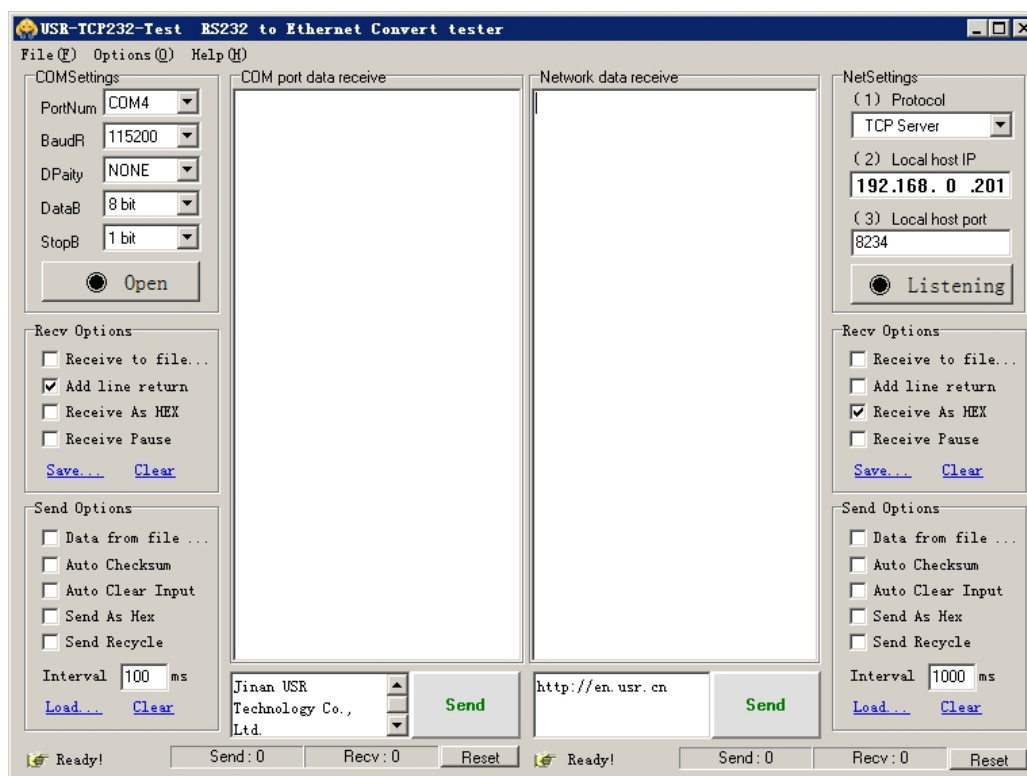 USR-TCP232-Test RS232 to Ethernet Convert tester
File(F) Options(O) Help(H)
COMSettings
PortNum COM4
BaudR 115200
DPaity NONE
DataB 8 bit
StopB 1 bit
Open
Recv Options
Receive to file...
Add line return
Receive As HEX
Receive Pause
Save... Clear
Send Options
Data from file ...
Auto Checksum
Auto Clear Input
Send As Hex
Send Recycle
Interval 100 ms
Load... Clear
COM port data receive
Jinan USR
Technology Co.,
Ltd.
Send
Network data receive
http://en.usr.cn
Send
NetSettings
(1) Protocol
TCP Server
(2) Local host IP
192.168. 0 .201
(3) Local host port
8234
Listening
Recv Options
Receive to file...
Add line return
Receive As HEX
Receive Pause
Save... Clear
Send Options
Data from file ...
Auto Checksum
Auto Clear Input
Send As Hex
Send Recycle
Interval 1000 ms
Load... Clear
Ready! Send : 0 Recv : 0 Reset
Ready! Send : 0 Recv : 0 Reset